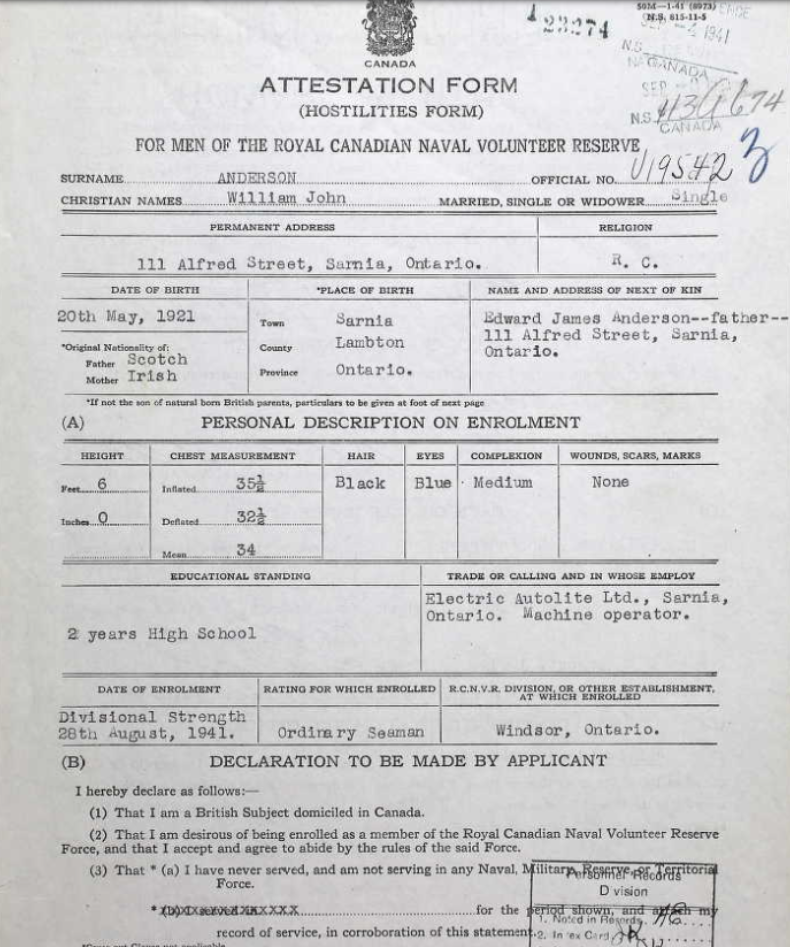 50M—1-41 (8973)
N.S. 815-11-5
SEP - 2 1941
CANADA
ATTESTATION FORM
(HOSTILITIES FORM)
N.S.
CANADA
FOR MEN OF THE ROYAL CANADIAN NAVAL VOLUNTEER RESERVE
SURNAME ANDERSON OFFICIAL NO. V19542
CHRISTIAN NAMES William John MARRIED, SINGLE OR WIDOWER Single
PERMANENT ADDRESS RELIGION
111 Alfred Street, Sarnia, Ontario. R. C.
DATE OF BIRTH *PLACE OF BIRTH NAME AND ADDRESS OF NEXT OF KIN
20th May, 1921 Town Sarnia Edward James Anderson--father--
County Lambton 111 Alfred Street, Sarnia,
*Original Nationality of: Province Ontario. Ontario.
Father Scotch
Mother Irish
*If not the son of natural born British parents, particulars to be given at foot of next page
(A) PERSONAL DESCRIPTION ON ENROLMENT
HEIGHT CHEST MEASUREMENT HAIR EYES COMPLEXION WOUNDS, SCARS, MARKS
Feet 6 Inflated 35½ Black Blue Medium None
Inches 0 Deflated 32½
Mean 34
EDUCATIONAL STANDING TRADE OR CALLING AND IN WHOSE EMPLOY
Electric Autolite Ltd., Sarnia,
Ontario. Machine operator.
2 years High School
DATE OF ENROLMENT RATING FOR WHICH ENROLLED R.C.N.V.R. DIVISION, OR OTHER ESTABLISHMENT,
AT WHICH ENROLLED
Divisional Strength
28th August, 1941. Ordinary Seaman Windsor, Ontario.
(B) DECLARATION TO BE MADE BY APPLICANT
I hereby declare as follows:—
(1) That I am a British Subject domiciled in Canada.
(2) That I am desirous of being enrolled as a member of the Royal Canadian Naval Volunteer Reserve
Force, and that I accept and agree to abide by the rules of the said Force.
(3) That * (a) I have never served, and am not serving in any Naval, Military, Reserve, or Territorial
Force.
Personnel Records
Division
for the period shown, and attach my
1. Noted in Records
record of service, in corroboration of this statement.